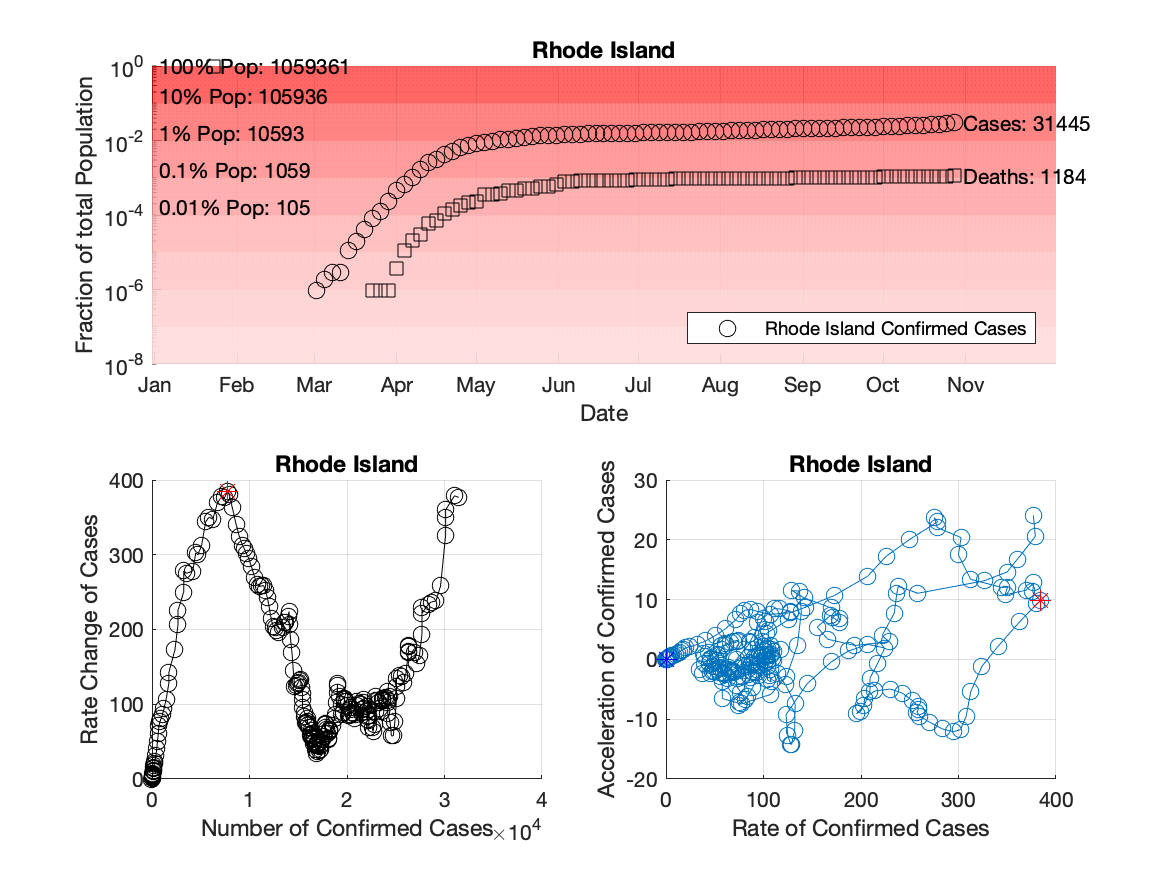 Rhode Island
10^0
10^-2
10^-4
10^-6
10^-8
Fraction of total Population
100% Pop: 1059361
10% Pop: 105936
1% Pop: 10593
0.1% Pop: 1059
0.01% Pop: 105
Cases: 31445
Deaths: 1184
Rhode Island Confirmed Cases
Jan Feb Mar Apr May Jun Jul Aug Sep Oct Nov
Date
Rhode Island
400
300
200
100
0
Rate Change of Cases
0 1 2 3 4
Number of Confirmed Cases ×10^4
Rhode Island
30
20
10
0
-10
-20
Acceleration of Confirmed Cases
0 100 200 300 400
Rate of Confirmed Cases